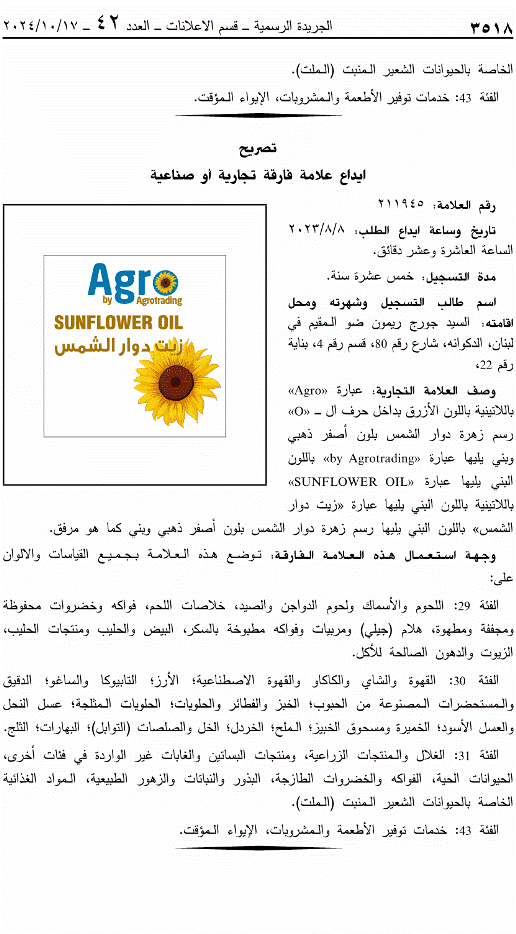 ٣٥١٨ الجريدة الرسمية ـ قسم الاعلانات ـ العدد ٤٢ ـ ٢٠٢٤/١٠/١٧
الخاصة بالحيوانات الشعير المنبت (الملت).
الفئة 43: خدمات توفير الأطعمة والمشروبات، الإيواء المؤقت.
تصريح
ايداع علامة فارقة تجارية أو صناعية
رقم العلامة: ٢١١٩٤٥
تاريخ وساعة ايداع الطلب: ٢٠٢٣/٨/٨
الساعة العاشرة وعشر دقائق.
مدة التسجيل: خمس عشرة سنة.
اسم طالب التسجيل وشهرته ومحل
اقامته: السيد جورج ريمون ضو المقيم في
لبنان، الدكوانه، شارع رقم 80، قسم رقم 4، بناية
رقم 22،
وصف العلامة التجارية: عبارة «Agro»
باللاتينية باللون الأزرق بداخل حرف ال ـ «O»
رسم زهرة دوار الشمس بلون أصفر ذهبي
وبني يليها عبارة «by Agrotrading» باللون
البني يليها عبارة «SUNFLOWER OIL»
باللاتينية باللون البني يليها عبارة «زيت دوار
الشمس» باللون البني يليها رسم زهرة دوار الشمس بلون أصفر ذهبي وبني كما هو مرفق.
Agro
by Agrotrading
SUNFLOWER OIL
زيت دوار الشمس
وجهة استعمال هذه العلامة الفارقة: توضع هذه العلامة بجميع القياسات والالوان
على:
الفئة 29: اللحوم والأسماك ولحوم الدواجن والصيد، خلاصات اللحم، فواكه وخضروات محفوظة
ومجففة ومطهوة، هلام (جيلي) ومربيات وفواكه مطبوخة بالسكر، البيض والحليب ومنتجات الحليب،
الزيوت والدهون الصالحة للأكل.
الفئة 30: القهوة والشاي والكاكاو والقهوة الاصطناعية؛ الأرز؛ التابيوكا والساغو؛ الدقيق
والمستحضرات المصنوعة من الحبوب؛ الخبز والفطائر والحلويات؛ الحلويات المثلجة؛ عسل النحل
والعسل الأسود؛ الخميرة ومسحوق الخبيز؛ الملح؛ الخردل؛ الخل والصلصات (التوابل)؛ البهارات؛ الثلج.
الفئة 31: الغلال والمنتجات الزراعية، ومنتجات البساتين والغابات غير الواردة في فئات أخرى،
الحيوانات الحية، الفواكه والخضروات الطازجة، البذور والنباتات والزهور الطبيعية، المواد الغذائية
الخاصة بالحيوانات الشعير المنبت (الملت).
الفئة 43: خدمات توفير الأطعمة والمشروبات، الإيواء المؤقت.